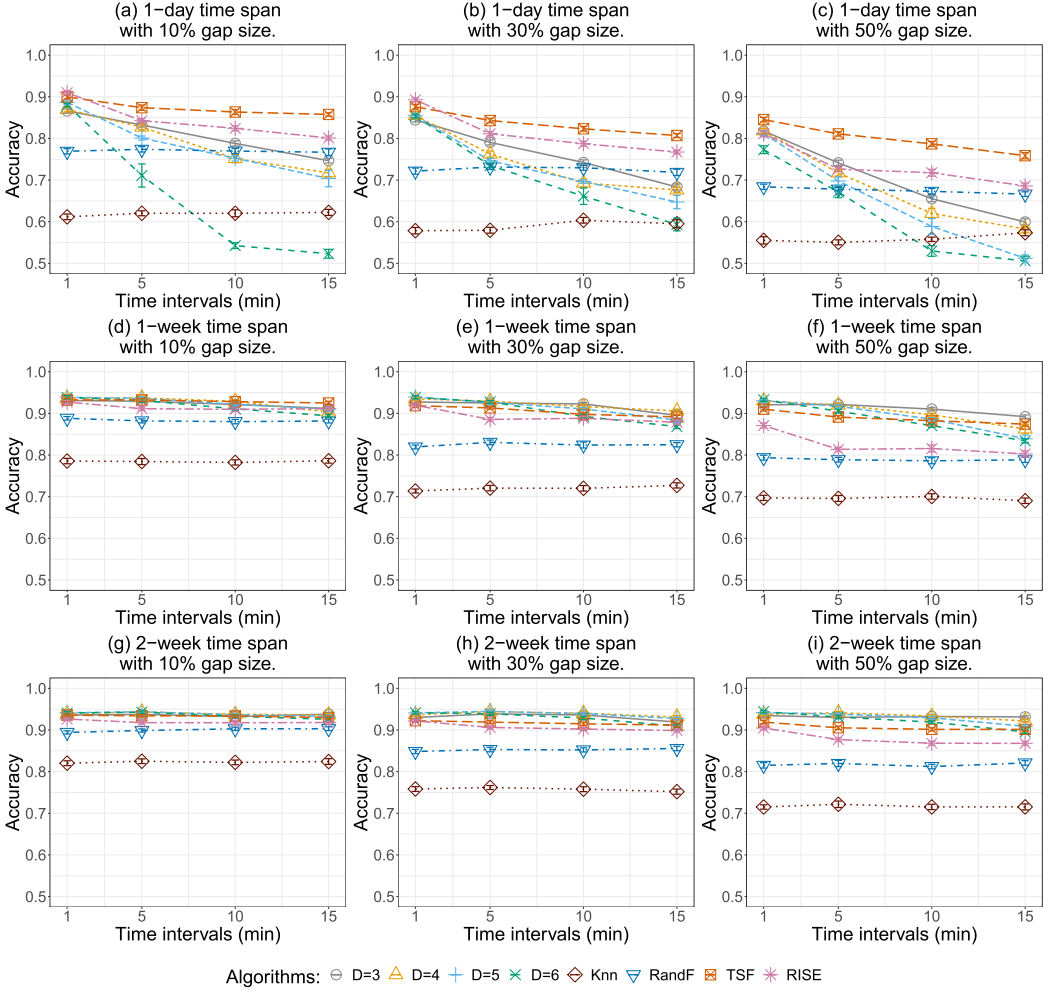 (a) 1−day time span
with 10% gap size.
(b) 1−day time span
with 30% gap size.
(c) 1−day time span
with 50% gap size.
Accuracy
1.0
0.9
0.8
0.7
0.6
0.5
1 5 10 15
Time intervals (min)
Accuracy
1.0
0.9
0.8
0.7
0.6
0.5
1 5 10 15
Time intervals (min)
Accuracy
1.0
0.9
0.8
0.7
0.6
0.5
1 5 10 15
Time intervals (min)
(d) 1−week time span
with 10% gap size.
(e) 1−week time span
with 30% gap size.
(f) 1−week time span
with 50% gap size.
Accuracy
1.0
0.9
0.8
0.7
0.6
0.5
1 5 10 15
Time intervals (min)
Accuracy
1.0
0.9
0.8
0.7
0.6
0.5
1 5 10 15
Time intervals (min)
Accuracy
1.0
0.9
0.8
0.7
0.6
0.5
1 5 10 15
Time intervals (min)
(g) 2−week time span
with 10% gap size.
(h) 2−week time span
with 30% gap size.
(i) 2−week time span
with 50% gap size.
Accuracy
1.0
0.9
0.8
0.7
0.6
0.5
1 5 10 15
Time intervals (min)
Accuracy
1.0
0.9
0.8
0.7
0.6
0.5
1 5 10 15
Time intervals (min)
Accuracy
1.0
0.9
0.8
0.7
0.6
0.5
1 5 10 15
Time intervals (min)
Algorithms: D=3 D=4 D=5 D=6 Knn RandF TSF RISE